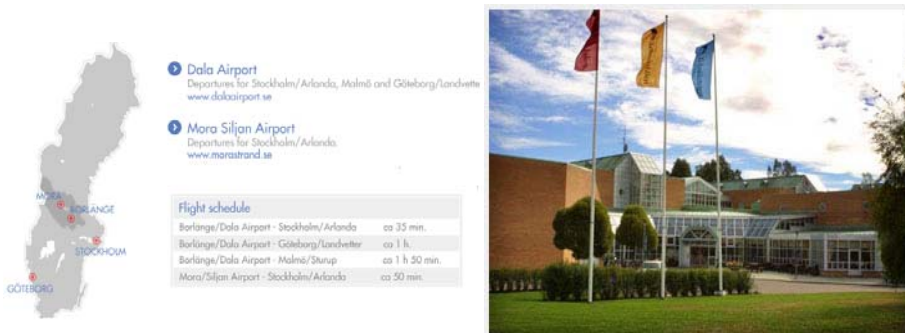 Dala Airport
Departures for Stockholm/Arlanda, Malmö and Göteborg/Landvette
www.dalaairport.se
Mora Siljan Airport
Departures for Stockholm/Arlanda.
www.morastrand.se
MORA
BORLÄNGE
STOCKHOLM
GÖTEBORG
Flight schedule
Borlänge/Dala Airport - Stockholm/Arlanda ca 35 min.
Borlänge/Dala Airport - Göteborg/Landvetter ca 1 h.
Borlänge/Dala Airport - Malmö/Sturup ca 1 h 50 min.
Mora/Siljan Airport - Stockholm/Arlanda ca 50 min.